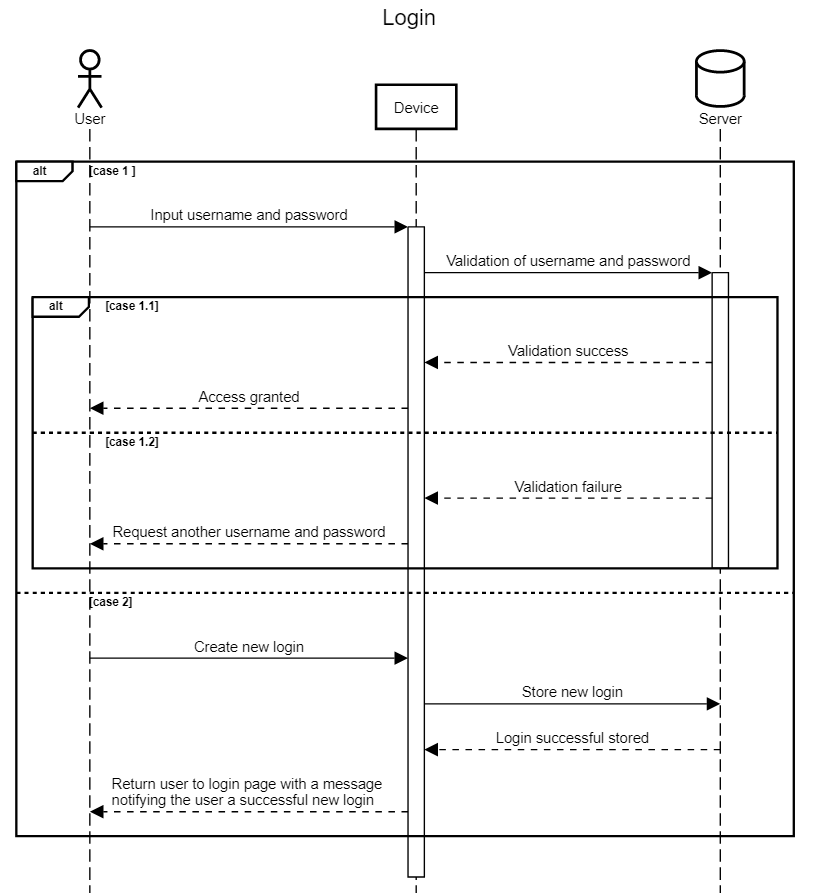 Login
User
Device
Server
alt
[case 1 ]
Input username and password
Validation of username and password
alt
[case 1.1]
Validation success
Access granted
[case 1.2]
Validation failure
Request another username and password
[case 2]
Create new login
Store new login
Login successful stored
Return user to login page with a message
notifying the user a successful new login